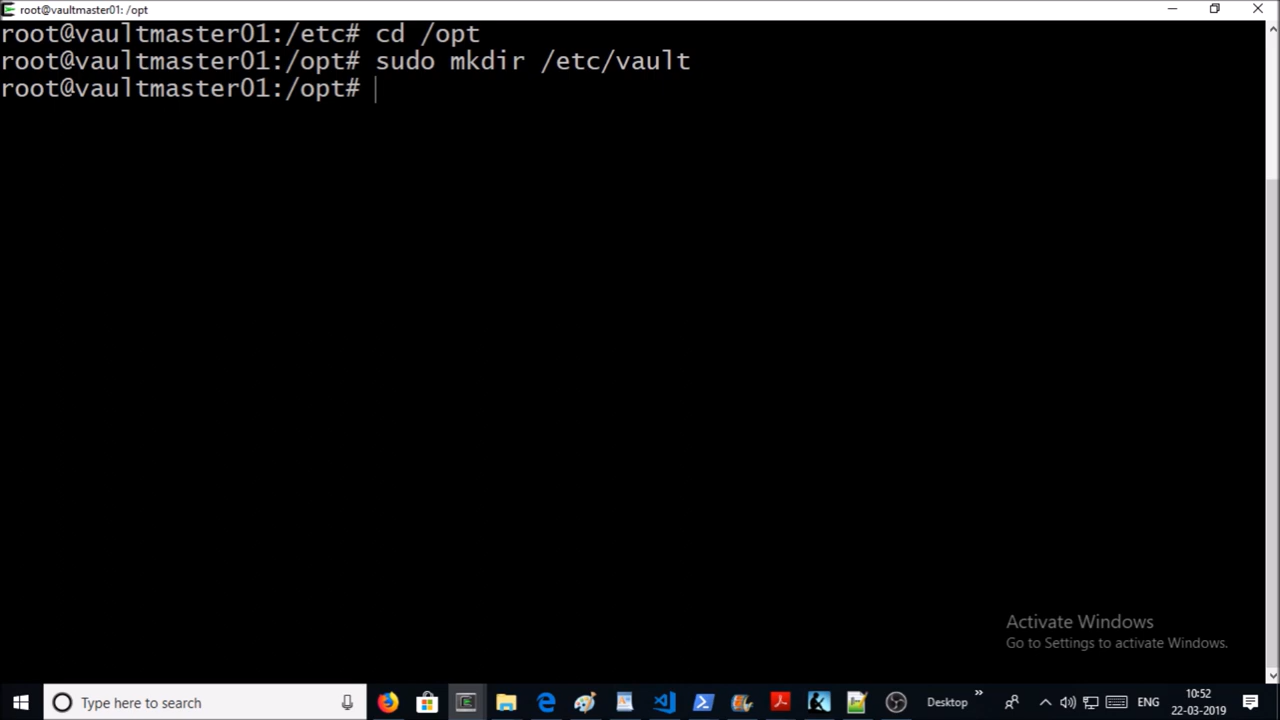 root@vaultmaster01: /opt
root@vaultmaster01:/etc# cd /opt
root@vaultmaster01:/opt# sudo mkdir /etc/vault
root@vaultmaster01:/opt#
Activate Windows
Go to Settings to activate Windows.
Type here to search
Desktop
ENG
10:52
22-03-2019